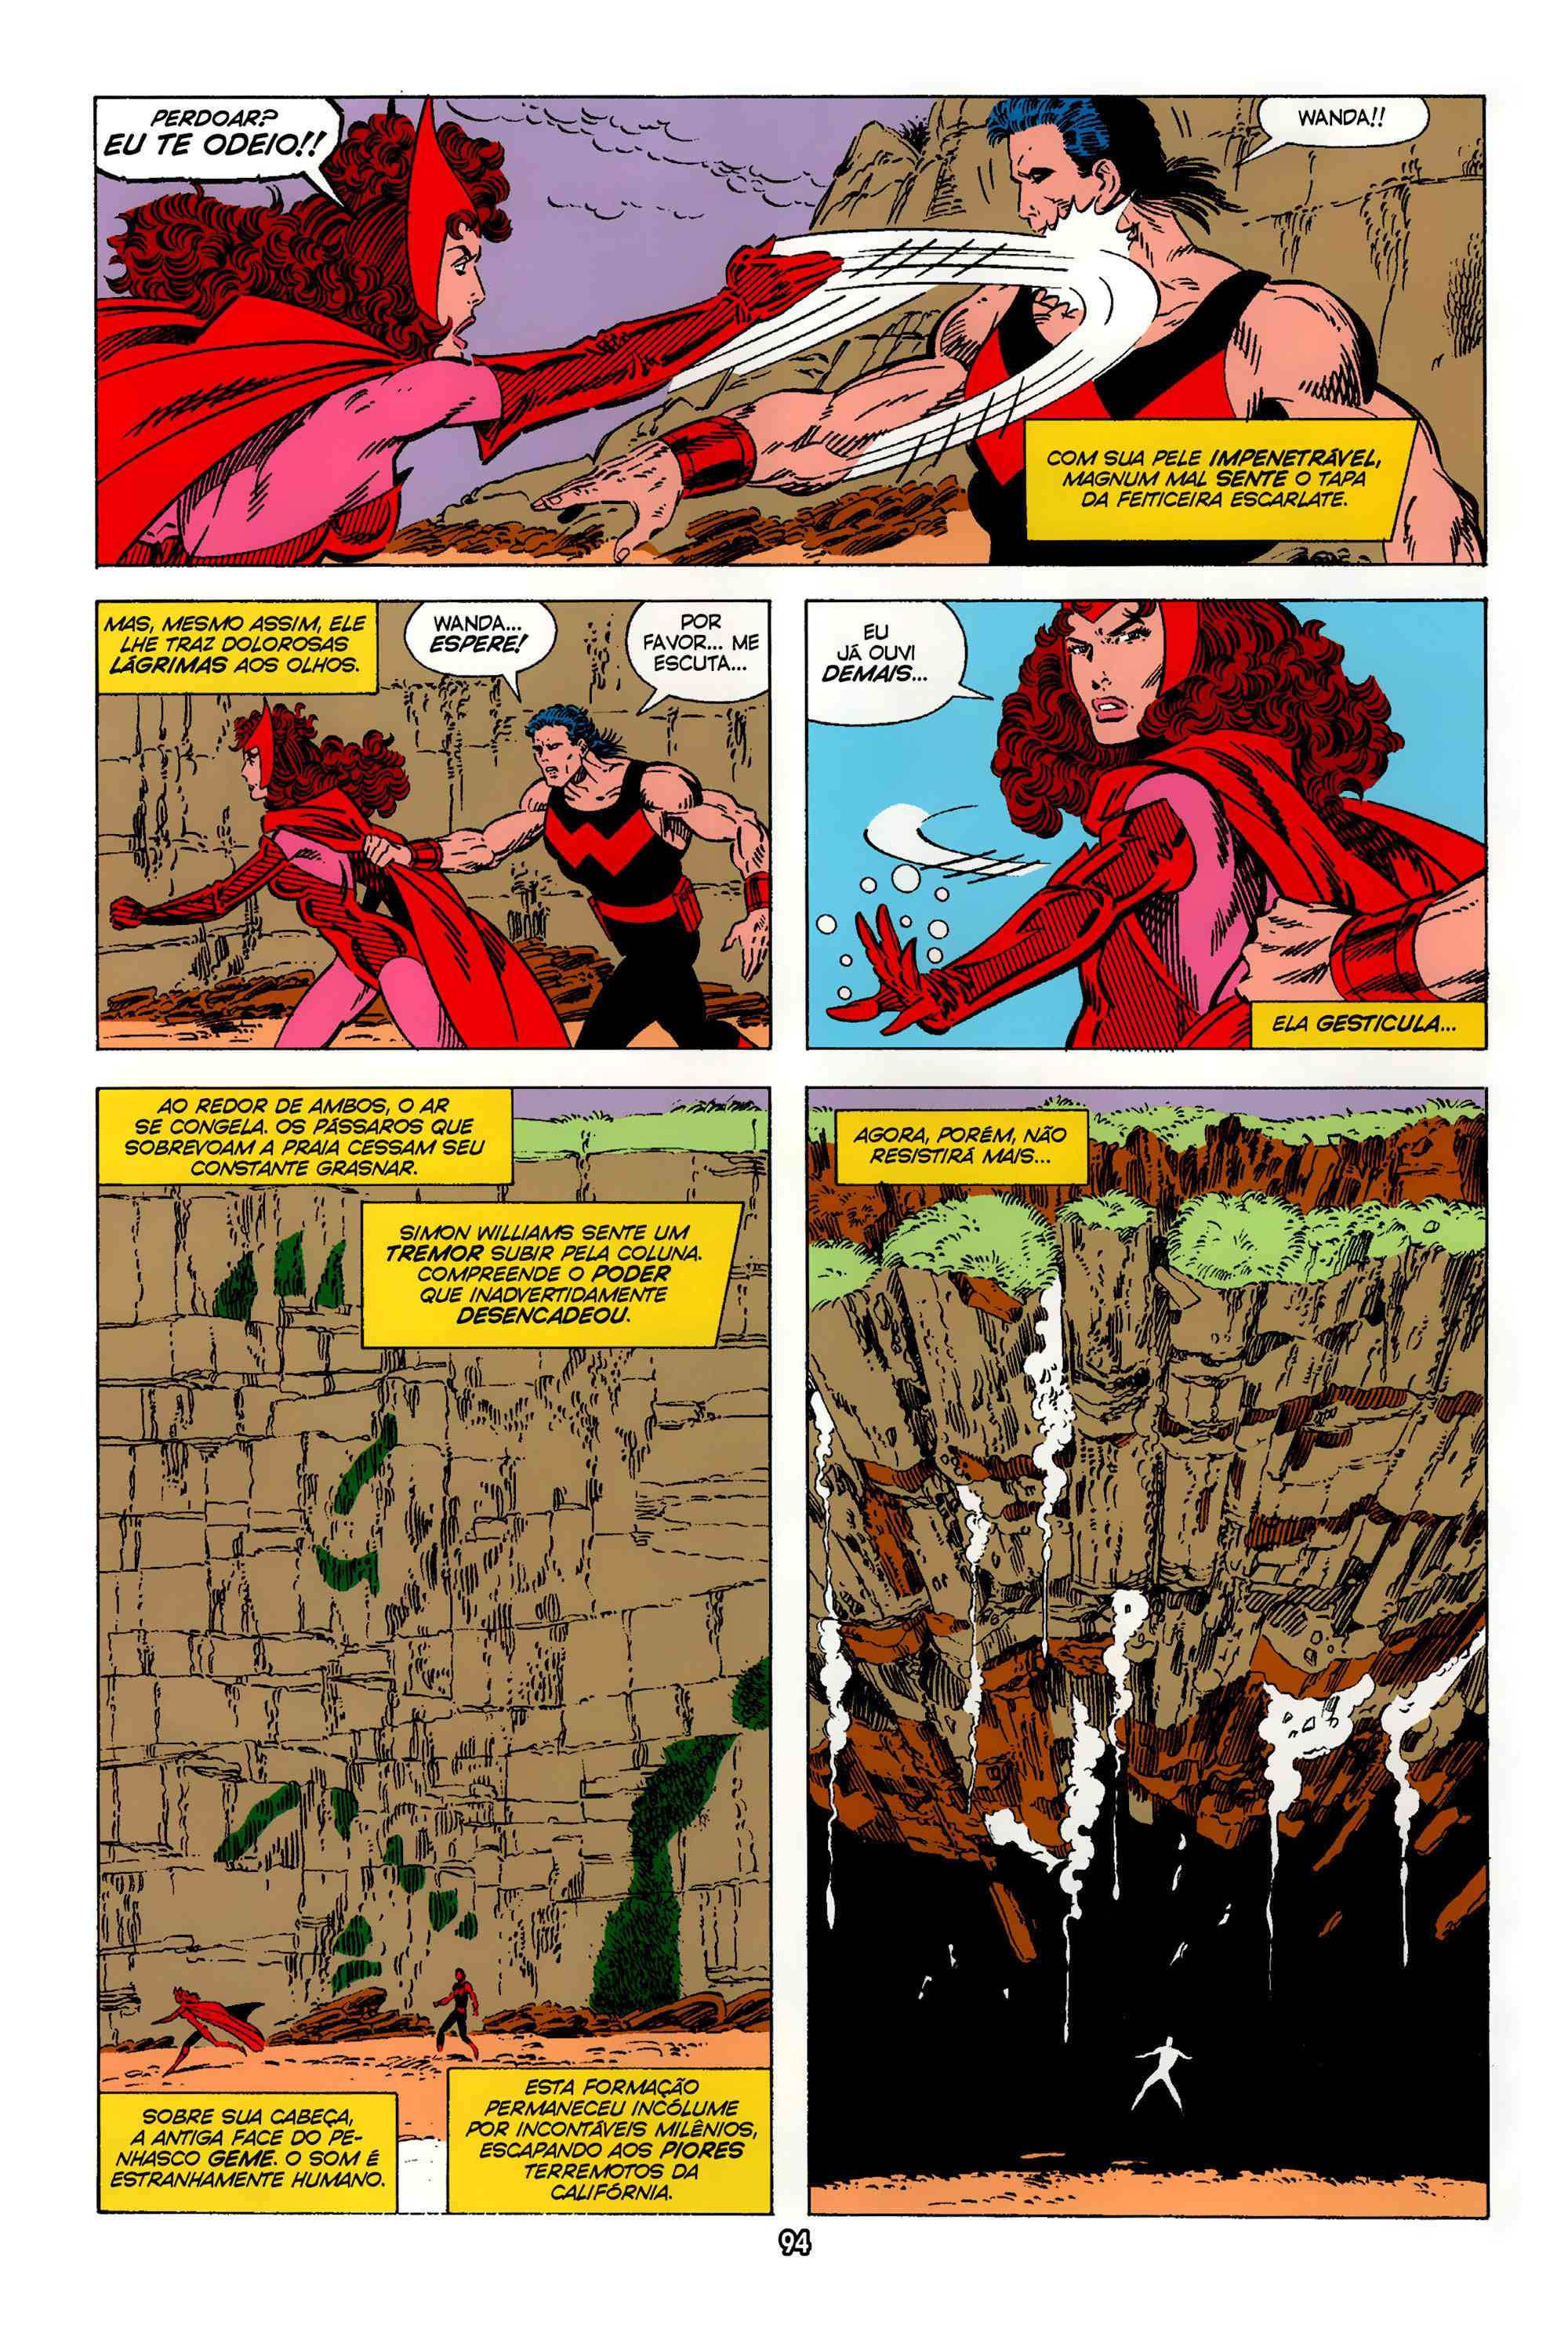 PERDOAR?
EU TE ODEIO!!
WANDA!!
COM SUA PELE IMPENETRÁVEL,
MAGNUM MAL SENTE O TAPA
DA FEITICEIRA ESCARLATE.
MAS, MESMO ASSIM, ELE
LHE TRAZ DOLOROSAS
LÁGRIMAS AOS OLHOS.
WANDA...
ESPERE!
POR
FAVOR... ME
ESCUTA...
EU
JÁ OUVI
DEMAIS...
ELA GESTICULA...
AO REDOR DE AMBOS, O AR
SE CONGELA. OS PÁSSAROS QUE
SOBREVOAM A PRAIA CESSAM SEU
CONSTANTE GRASNAR.
SIMON WILLIAMS SENTE UM
TREMOR SUBIR PELA COLUNA.
COMPREENDE O PODER
QUE INADVERTIDAMENTE
DESENCADEOU.
SOBRE SUA CABEÇA,
A ANTIGA FACE DO PE-
NHASCO GEME. O SOM É
ESTRANHAMENTE HUMANO.
ESTA FORMAÇÃO
PERMANECEU INCÓLUME
POR INCONTÁVEIS MILÊNIOS,
ESCAPANDO AOS PIORES
TERREMOTOS DA
CALIFÓRNIA.
AGORA, PORÉM, NÃO
RESISTIRÁ MAIS...
94